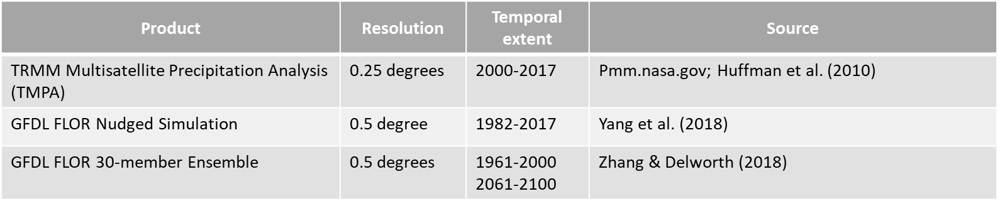 Product Resolution Temporal extent Source
TRMM Multisatellite Precipitation Analysis (TMPA) 0.25 degrees 2000-2017 Pmm.nasa.gov; Huffman et al. (2010)
GFDL FLOR Nudged Simulation 0.5 degree 1982-2017 Yang et al. (2018)
GFDL FLOR 30-member Ensemble 0.5 degrees 1961-2000 Zhang & Delworth (2018)
2061-2100